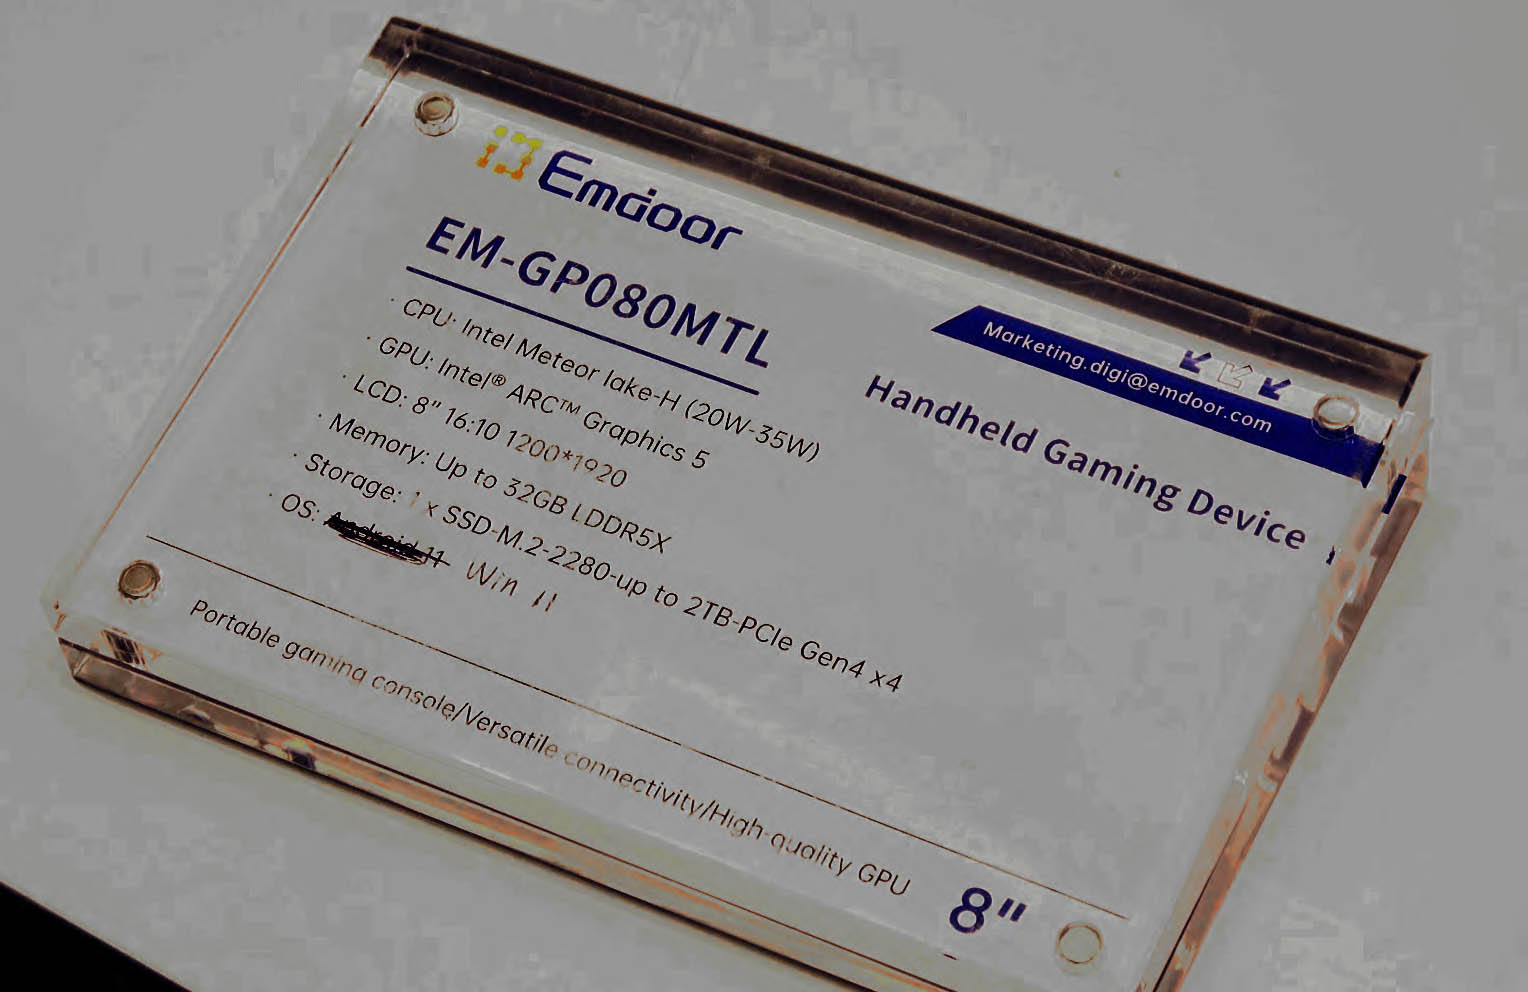 Emdoor
EM-GP080MTL
Marketing.digi@emdoor.com
Handheld Gaming Device
· CPU: Intel Meteor lake-H (20W-35W)
· GPU: Intel® ARC™ Graphics 5
· LCD: 8" 16:10 1200*1920
· Memory: Up to 32GB LDDR5X
· Storage: 1 x SSD-M.2-2280-up to 2TB-PCIe Gen4 x4
· OS: Android 11 Win 11
Portable gaming console/Versatile connectivity/High-quality GPU
8"